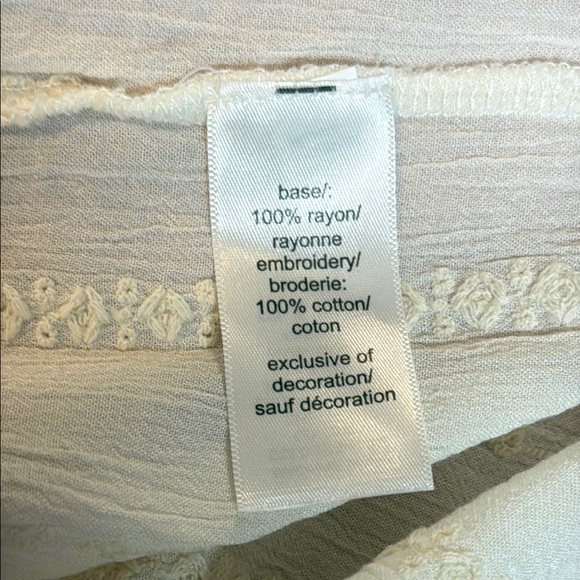 base/:
100% rayon/
rayonne
embroidery/
broderie:
100% cotton/
coton
exclusive of
decoration/
sauf décoration